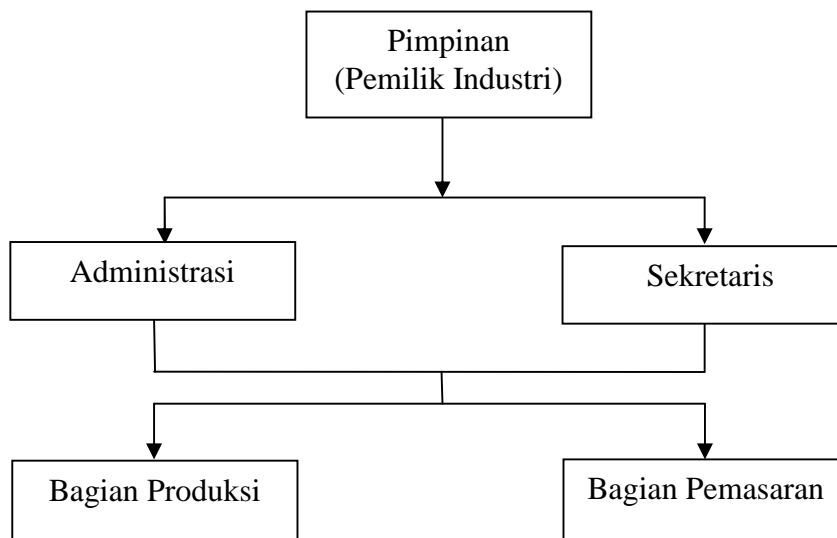 Pimpinan
(Pemilik Industri)
Administrasi
Sekretaris
Bagian Produksi
Bagian Pemasaran